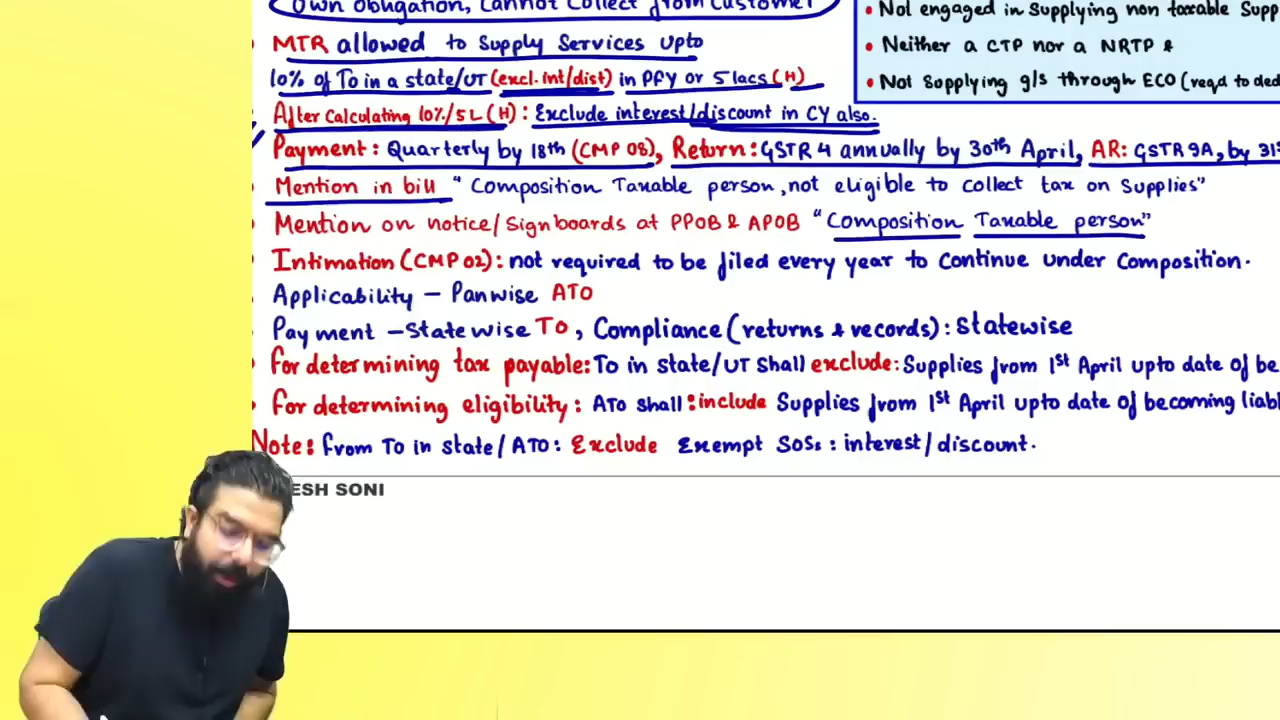 Own Obligation, Cannot Collect from Customer
• Not engaged in Supplying non taxable Supp
• MTR allowed to Supply Services Upto
• Neither a CTP nor a NRTP &
10% of To in a state/UT (excl. int/dist) in PFY or 5 lacs (H)
• Not Supplying g/s through ECO (reqd to ded
After Calculating 10%/5L (H) : Exclude interest/discount in CY also.
Payment : Quarterly by 18th (CMP 08), Return : GSTR 4 annually by 30th April, AR: GSTR 9A, by 31
Mention in bill " Composition Taxable person, not eligible to collect tax on Supplies"
Mention on notice/Signboards at PPOB & APOB "Composition Taxable person"
Intimation (CMP 02): not required to be filed every year to Continue under Composition.
Applicability - Panwise ATO
Payment - Statewise TO, Compliance (returns & records) : Statewise
• for determining tax payable: To in state/UT Shall exclude: Supplies from 1st April upto date of be
• for determining eligibility : ATO Shall : include Supplies from 1st April upto date of becoming liab
Note: from To in state/ATO: Exclude Exempt SOSs : interest/discount.
ESH SONI